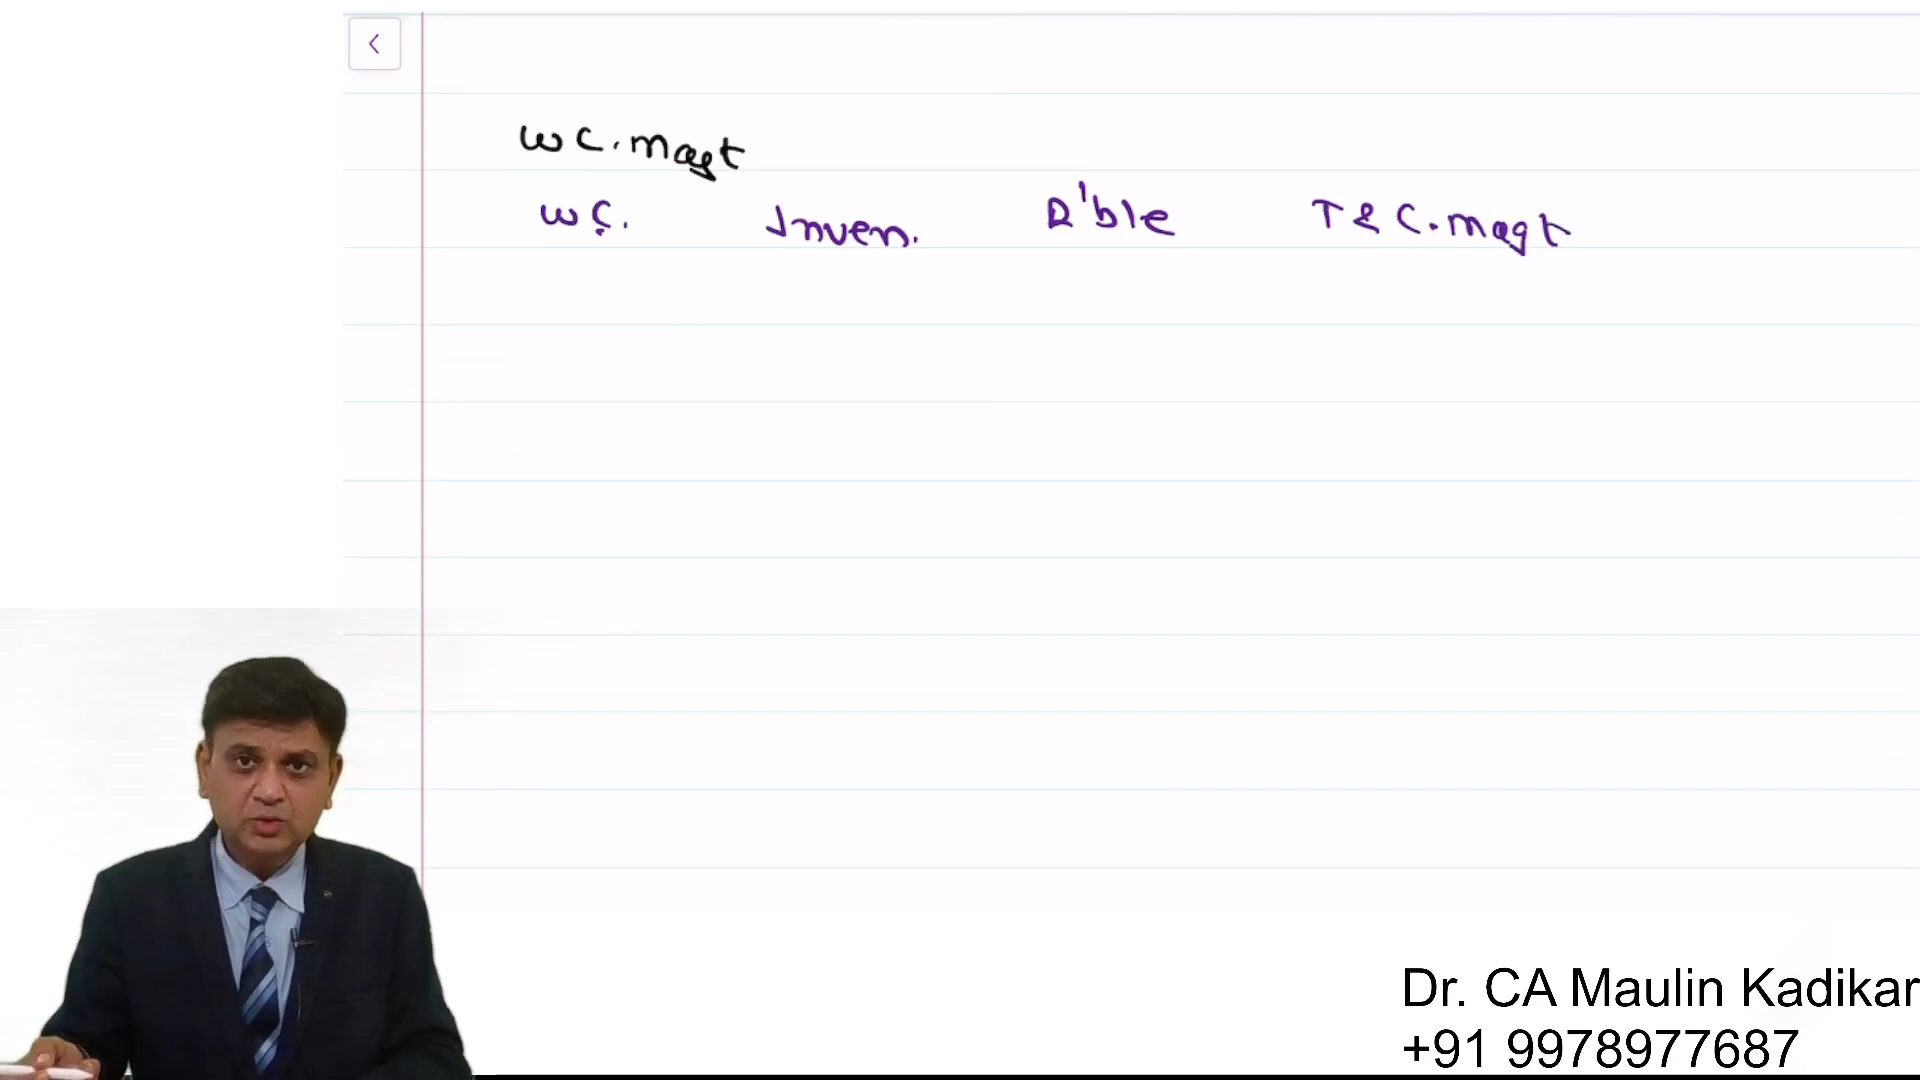 WC. Magt
WC. Inven. R'ble T & C. Magt
Dr. CA Maulin Kadikar
+91 9978977687